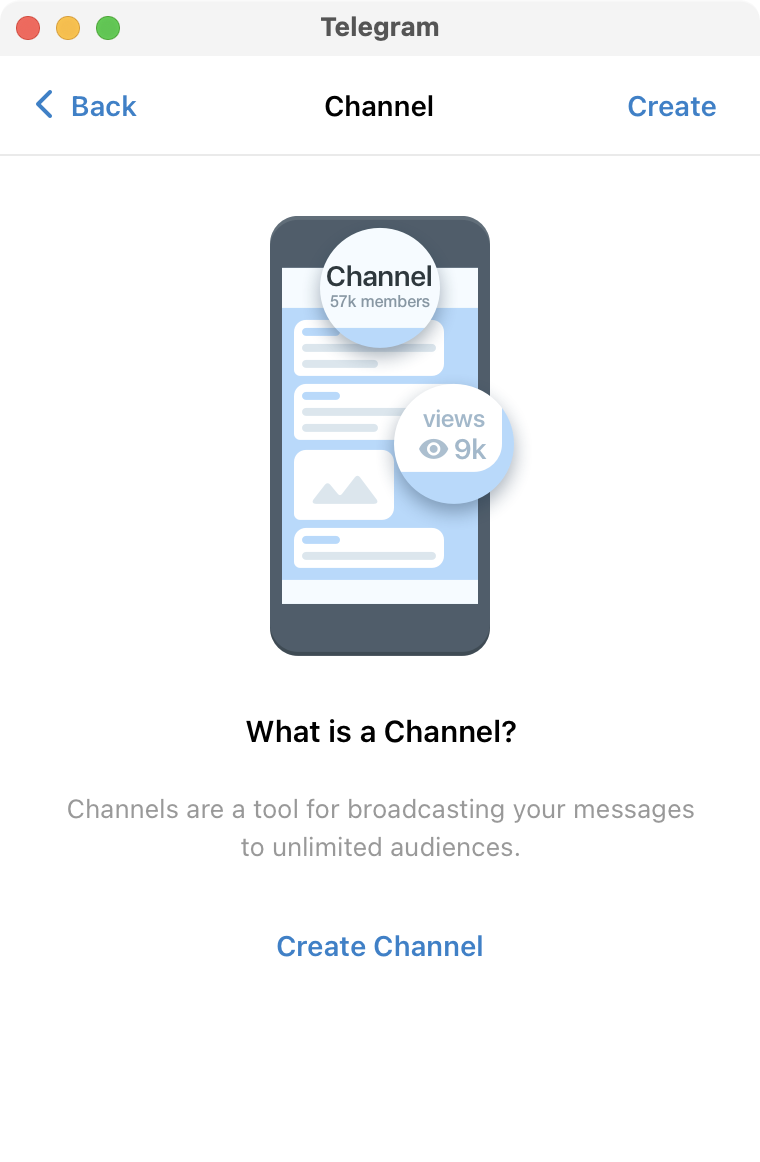 Telegram
Back
Channel
Create
Channel
57k members
views
9k
What is a Channel?
Channels are a tool for broadcasting your messages
to unlimited audiences.
Create Channel